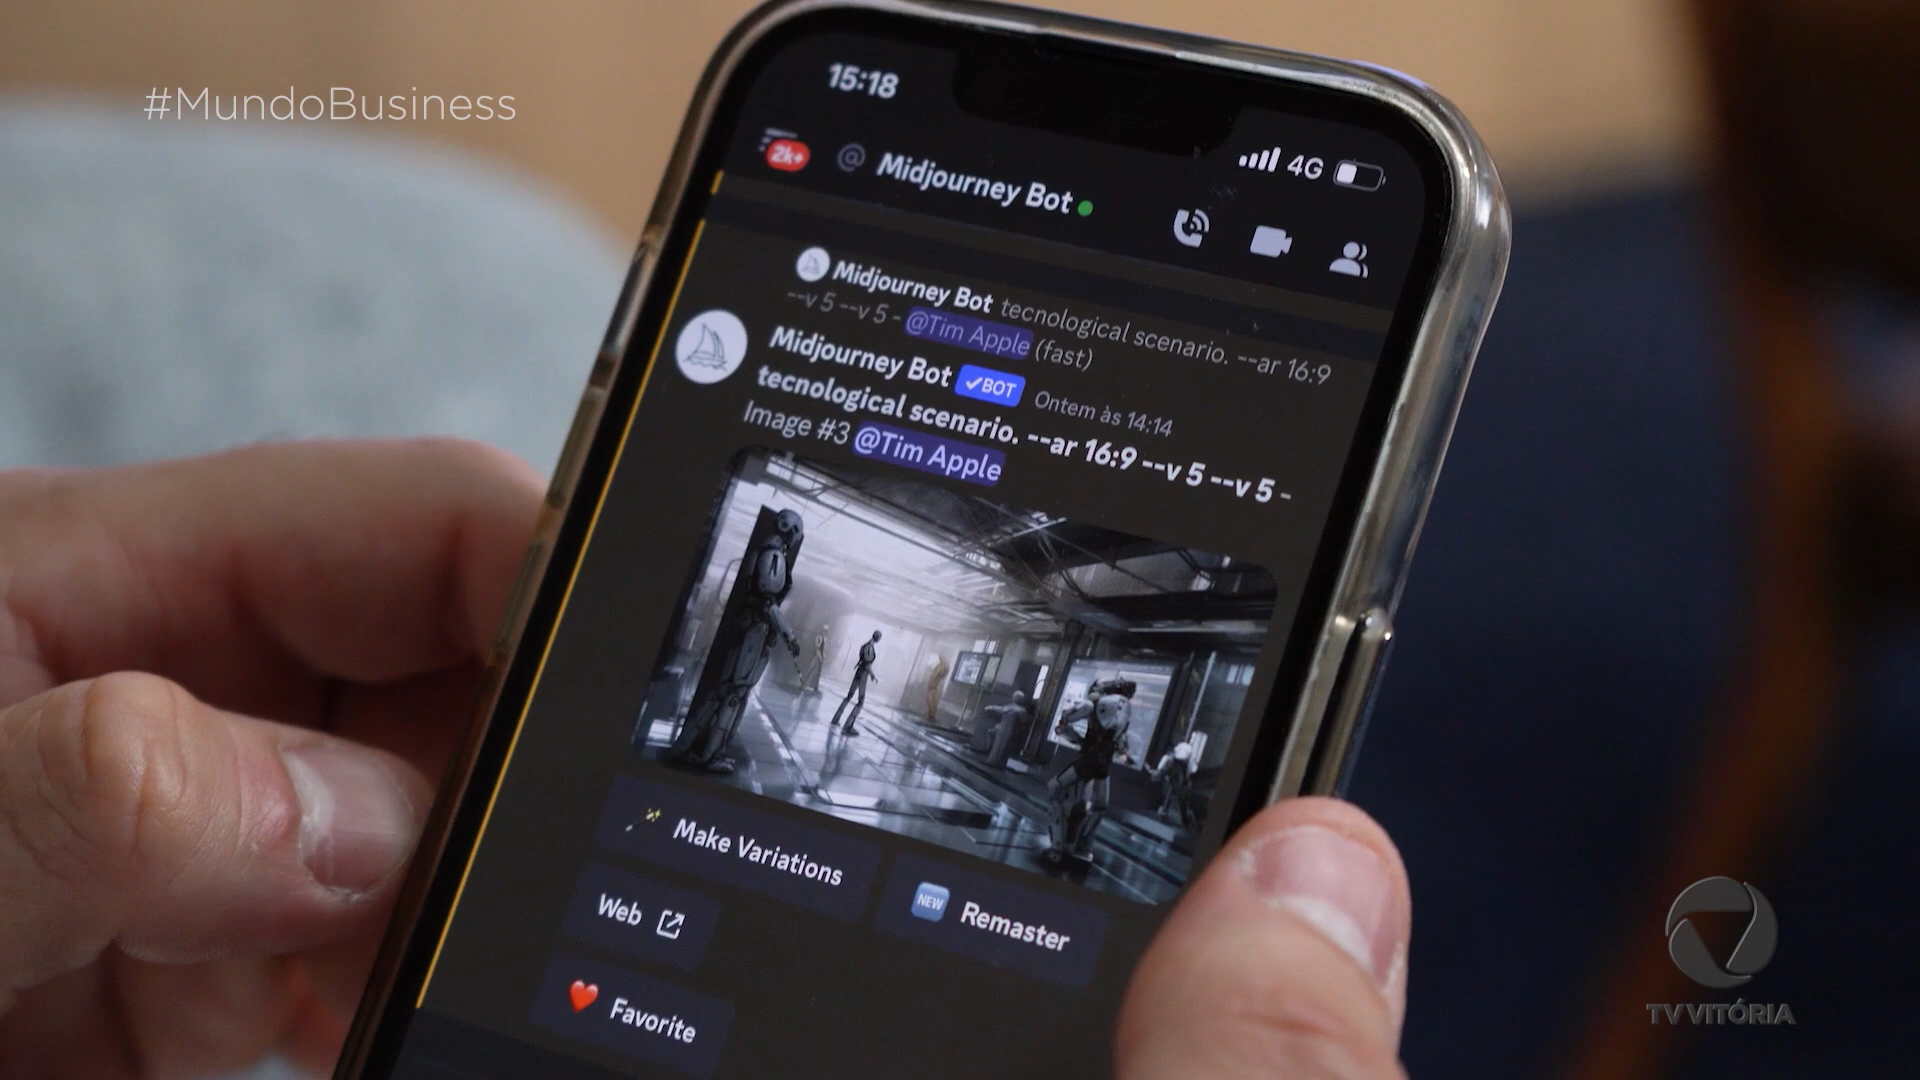 #MundoBusiness
15:18
4G
2k+
@ Midjourney Bot
Midjourney Bot tecnological scenario. --ar 16:9
--v 5 --v 5 - @Tim Apple (fast)
Midjourney Bot ✓BOT Ontem às 14:14
tecnological scenario. --ar 16:9 --v 5 --v 5 -
Image #3 @Tim Apple
Make Variations
NEW Remaster
Web
Favorite
TV VITÓRIA